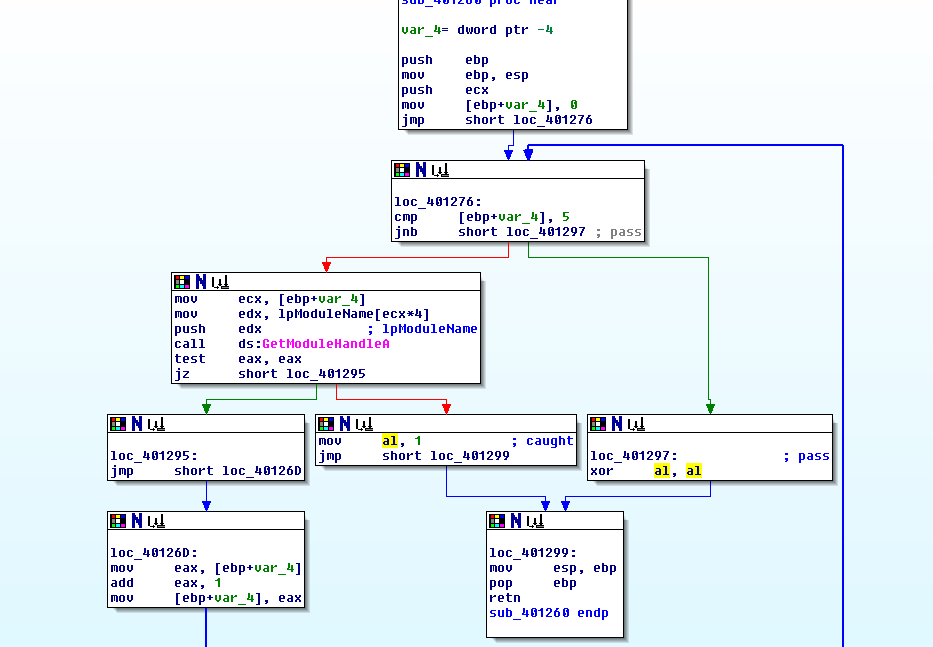 sub_401260 proc near
var_4= dword ptr -4
push ebp
mov ebp, esp
push ecx
mov [ebp+var_4], 0
jmp short loc_401276
loc_401276:
cmp [ebp+var_4], 5
jnb short loc_401297 ; pass
mov ecx, [ebp+var_4]
mov edx, lpModuleName[ecx*4]
push edx ; lpModuleName
call ds:GetModuleHandleA
test eax, eax
jz short loc_401295
loc_401295:
jmp short loc_40126D
mov al, 1 ; caught
jmp short loc_401299
loc_401297: ; pass
xor al, al
loc_40126D:
mov eax, [ebp+var_4]
add eax, 1
mov [ebp+var_4], eax
loc_401299:
mov esp, ebp
pop ebp
retn
sub_401260 endp